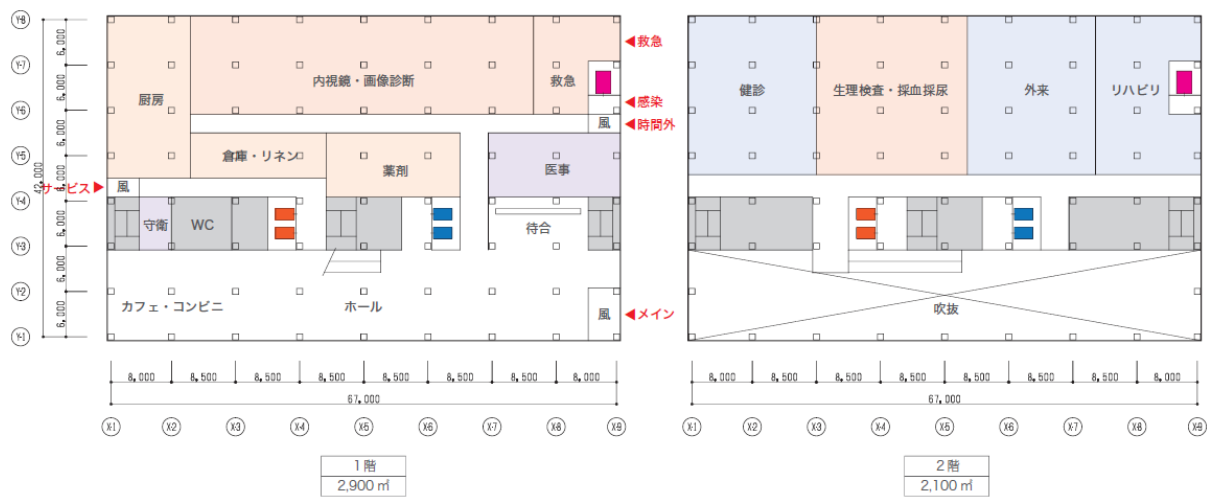 Y-8
Y-7
Y-6
Y-5
Y-4
Y-3
Y-2
Y-1
42,000
6,000
6,000
6,000
6,000
6,000
6,000
6,000
厨房
内視鏡・画像診断
救急
倉庫・リネン
薬剤
医事
風
風
守衛
WC
待合
カフェ・コンビニ
ホール
風
サービス
救急
感染
時間外
メイン
8,000
8,500
8,500
8,500
8,500
8,500
8,500
8,000
67,000
X-1
X-2
X-3
X-4
X-5
X-6
X-7
X-8
X-9
1階
2,900 ㎡
健診
生理検査・採血採尿
外来
リハビリ
吹抜
8,000
8,500
8,500
8,500
8,500
8,500
8,500
8,000
67,000
X-1
X-2
X-3
X-4
X-5
X-6
X-7
X-8
X-9
2階
2,100 ㎡